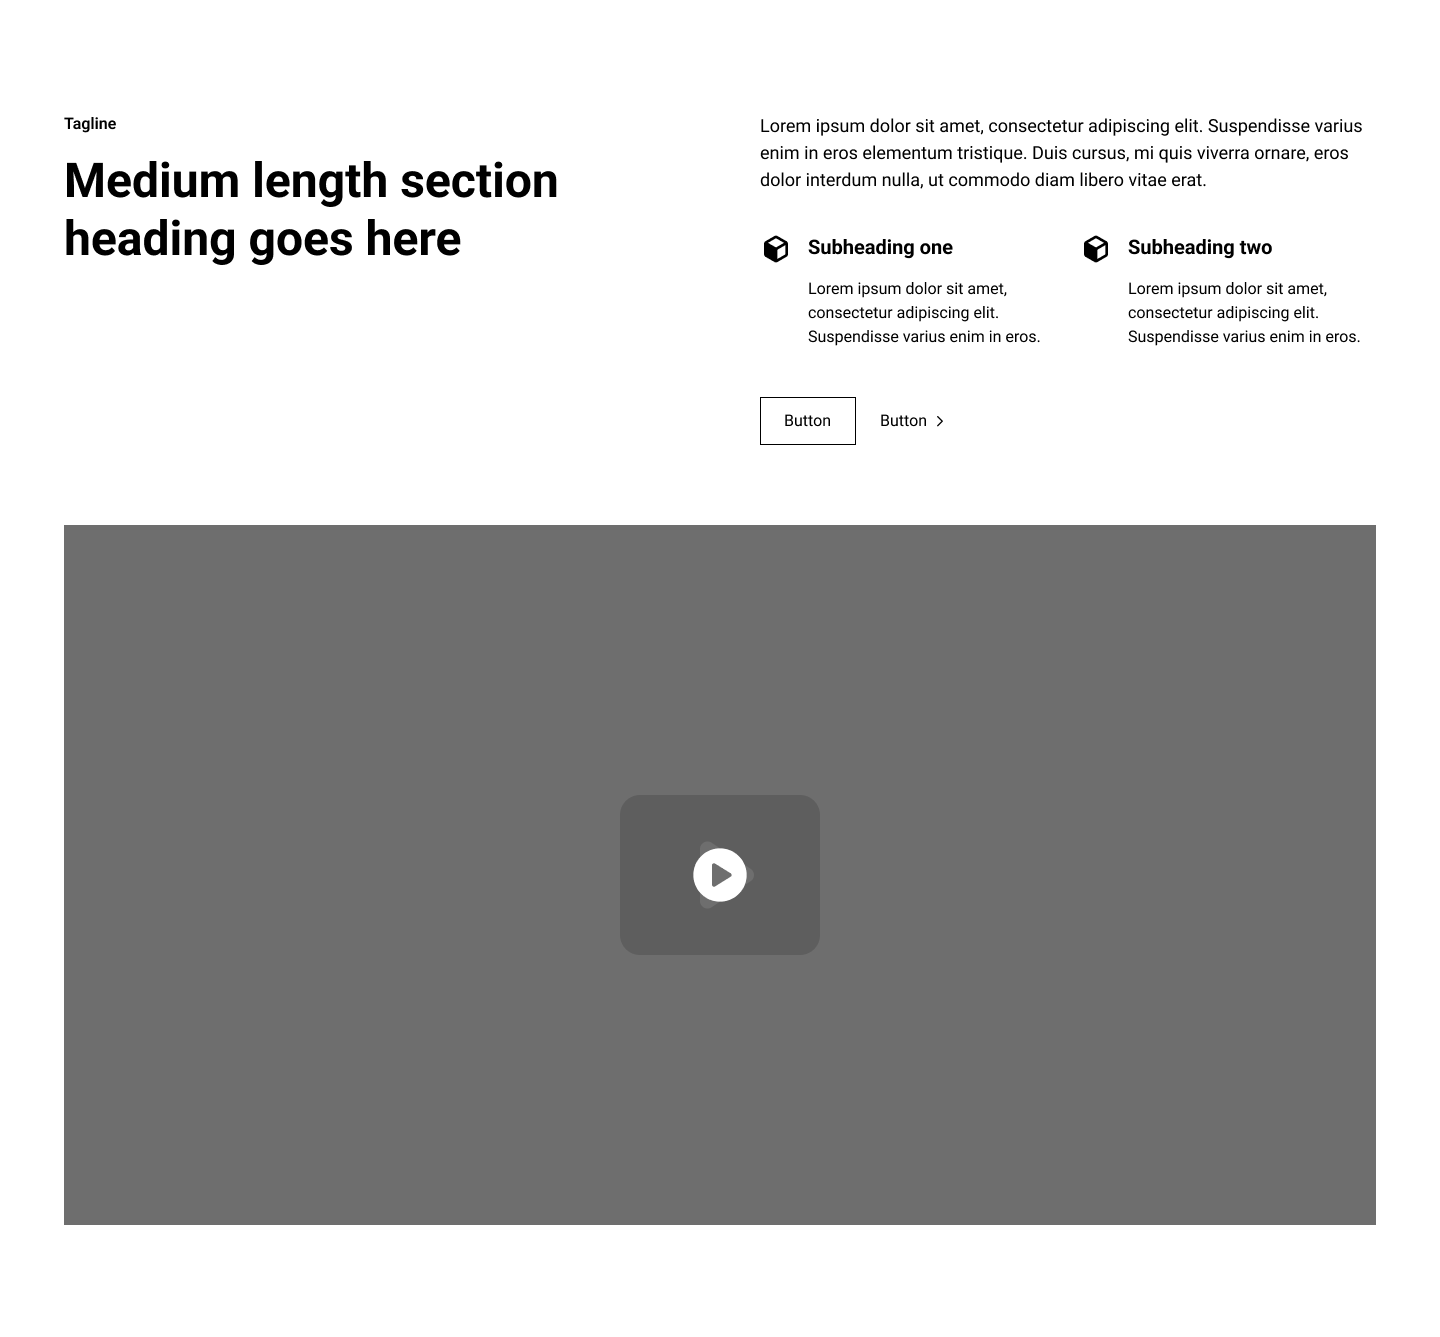 Tagline
Medium length section
heading goes here
Lorem ipsum dolor sit amet, consectetur adipiscing elit. Suspendisse varius
enim in eros elementum tristique. Duis cursus, mi quis viverra ornare, eros
dolor interdum nulla, ut commodo diam libero vitae erat.
Subheading one
Lorem ipsum dolor sit amet,
consectetur adipiscing elit.
Suspendisse varius enim in eros.
Subheading two
Lorem ipsum dolor sit amet,
consectetur adipiscing elit.
Suspendisse varius enim in eros.
Button
Button